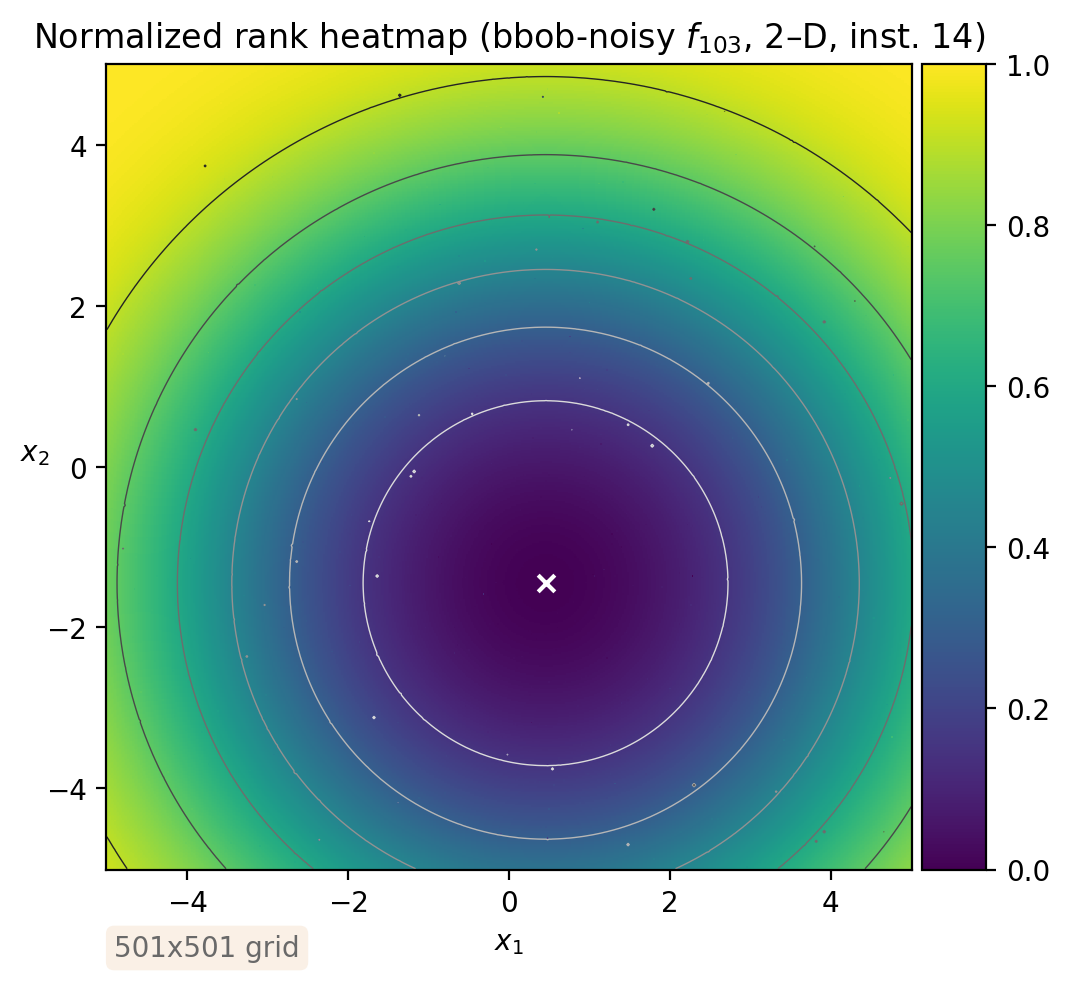 Normalized rank heatmap (bbob-noisy f₁₀₃, 2–D, inst. 14)
1.0
4
0.8
2
0.6
x₂
0
0.4
−2
0.2
−4
0.0
−4 −2 0 2 4
x₁
501x501 grid